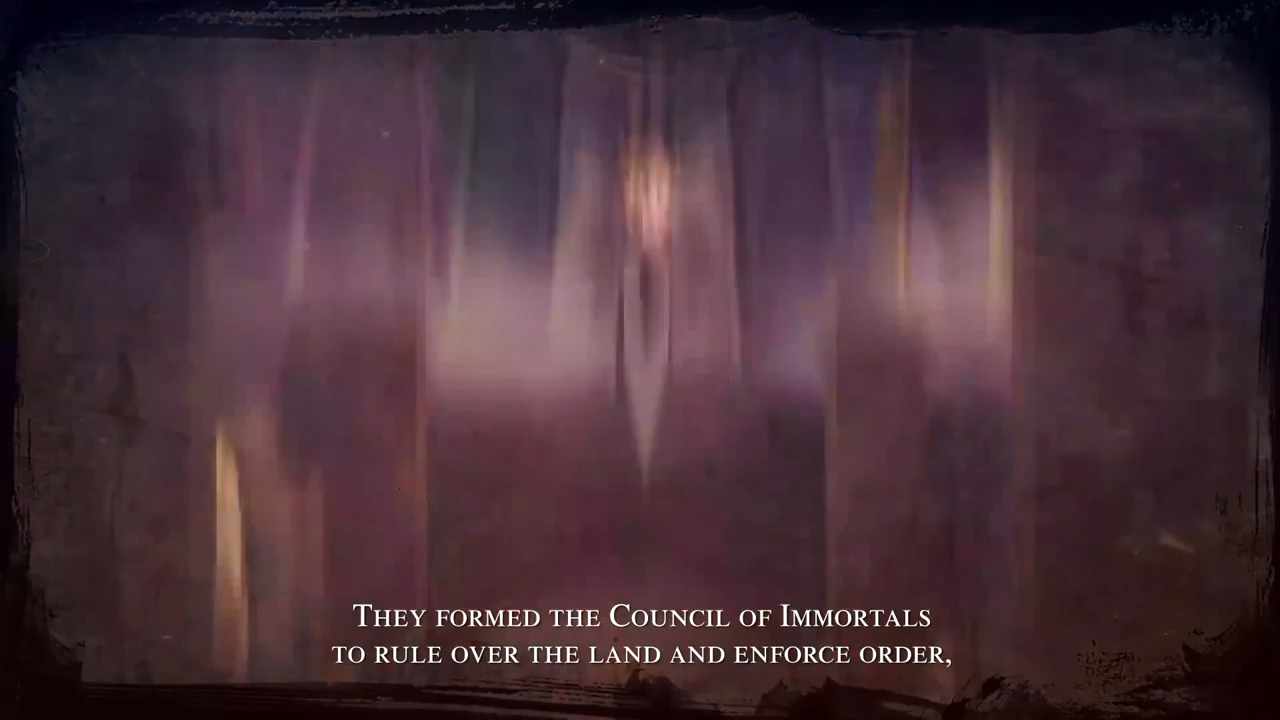 They formed the Council of Immortals
to rule over the land and enforce order,